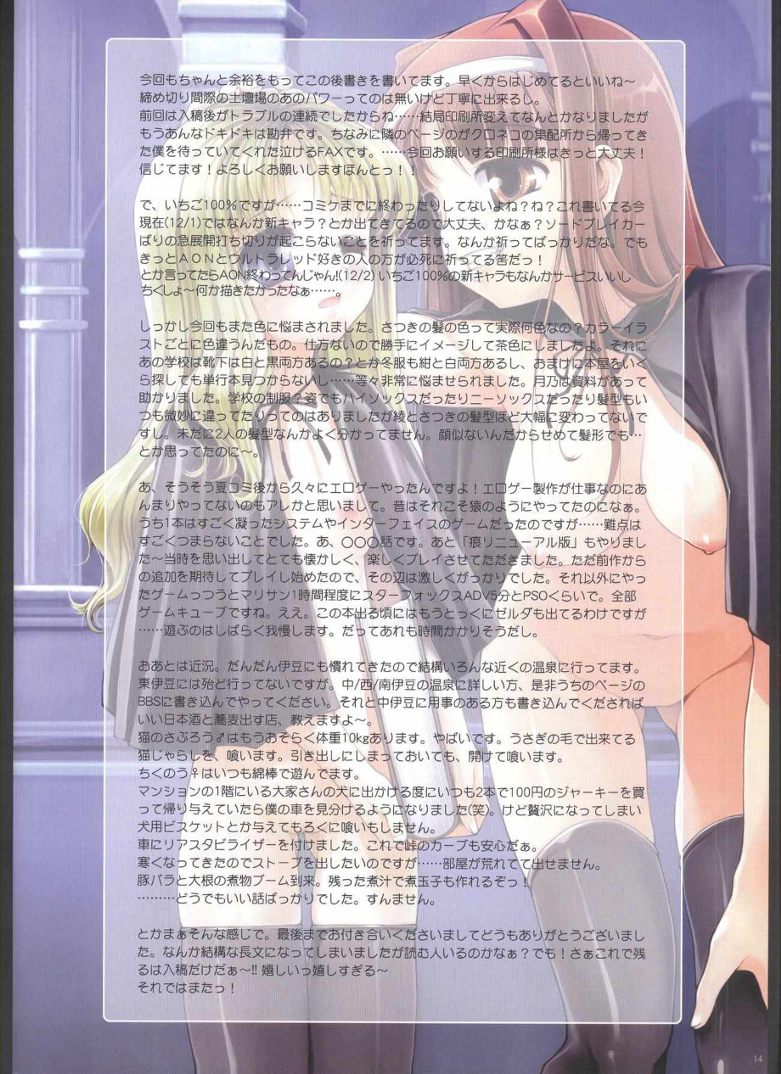 今回もちゃんと余裕をもってこの後書きを書いてます。早くからはじめてるといいね～
締め切り間際の土壇場のあのパワーってのは無いけど丁寧に出来るし。
前回は入稿後がトラブルの連続でしたからね……結局印刷所変えてなんとかなりましたが
もうあんなドキドキは勘弁です。ちなみに隣のページのがクロネコの集配所から帰ってき
た僕を待っていてくれた泣けるFAXです。……今回お願いする印刷所様はきっと大丈夫！
信じてます！よろしくお願いしますほんとっ！！
で、いちご100％ですが……コミケまでに終わったりしてないよね？ね？これ書いてる今
現在(12/1)ではなんか新キャラ？とか出てきてるので大丈夫、かなぁ？ソードブレイカー
ばりの急展開打ち切りが起こらないことを祈ってます。なんか祈ってばっかりだな。でも
きっとAONとウルトラレッド好きの人の方が必死に祈ってる筈だ！
とか言ってたらAON終わってんじゃん!(12/2) いちご100％の新キャラもなんかサービスいいし
ちくしょ～何か描きたかったなぁ……。
しっかし今回もまた色に悩まされました。さつきの髪の色って実際何色なの？カラーイラ
ストごとに色違うんだもの。仕方ないので勝手にイメージして茶色にしましたよ。それに
あの学校は靴下は白と黒両方あるの？とか冬服も紺と白両方あるし、おまけに本屋をいく
ら探しても単行本見つからないし……等々非常に悩ませられました。月乃は資料があって
助かりました。学校の制服？姿でもハイソックスだったりニーソックスだったり髪型もい
つも微妙に違ってたりってのはありましたが綾とさつきの髪型ほど大幅に変わってないで
すし。未だに2人の髪型なんかよく分かってません。顔似ないんだからせめて髪形でも…
とか思ってたのに～。
あ、そうそう夏コミ後から久々にエロゲーやったんですよ！エロゲー製作が仕事なのにあ
んまりやってないのもアレかと思いまして。昔はそれこそ猿のようにやってたのになぁ。
うち1本はすごく凝ったシステムやインターフェイスのゲームだったのですが……難点は
すごくつまらないことでした。あ、〇〇〇話です。あと「痕リニューアル版」もやりました
～当時を思い出してとても懐かしく、楽しくプレイさせてただきました。ただ前作から
の追加を期待してプレイし始めたので、その辺は激しくがっかりでした。それ以外にやっ
たゲームっつうとマリサン1時間程度にスターフォックスADV5分とPSOくらいで。全部
ゲームキューブですね。ええ。この本出る頃にはもうとっくにゼルダも出てるわけですが
……遊ぶのはしばらく我慢します。だってあれも時間かかりそうだし。
おあとは近況。だんだん伊豆にも慣れてきたので結構いろんな近くの温泉に行ってます。
東伊豆には殆ど行ってないですが。中/西/南伊豆の温泉に詳しい方、是非うちのページの
BBSに書き込んでやってください。それと中伊豆に用事のある方も書き込んでくだされば
いい日本酒と蕎麦出す店、教えますよ～。
猫のさぶろう♂はもうおそらく体重10kgあります。やばいです。うさぎの毛で出来てる
猫じゃらしを、喰います。引き出しにしまっておいても、開けて喰います。
ちくのう♀はいつも綿棒で遊んでます。
マンションの1階にいる大家さんの犬に出かける度にいつも2本で100円のジャーキーを買
って帰り与えていたら僕の車を見分けるようになりました(笑)。けど贅沢になってしまい
犬用ビスケットとか与えてもろくに喰いもしません。
車にリアスタビライザーを付けました。これで峠のカーブも安心だぁ。
寒くなってきたのでストーブを出したいのですが……部屋が荒れてて出せません。
豚バラと大根の煮物ブーム到来。残った煮汁で煮玉子も作れるぞっ！
………どうでもいい話ばっかりでした。すんません。
とかまぁそんな感じで。最後までお付き合いくださいましてどうもありがとうございまし
た。なんか結構な長文になってしまいましたが読む人いるのかなぁ？でも！さぁこれで残
るは入稿だけだぁ～!! 嬉しいっ嬉しすぎる～
それではまたっ！
14